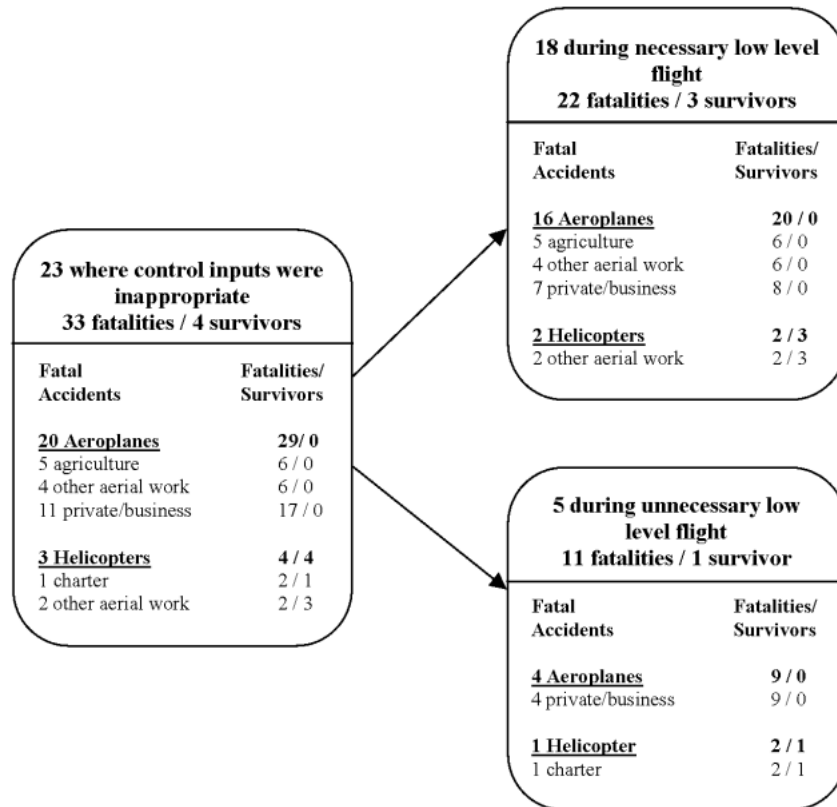 23 where control inputs were
inappropriate
33 fatalities / 4 survivors
Fatal Fatalities/
Accidents Survivors
20 Aeroplanes 29/ 0
5 agriculture 6 / 0
4 other aerial work 6 / 0
11 private/business 17 / 0
3 Helicopters 4 / 4
1 charter 2 / 1
2 other aerial work 2 / 3
18 during necessary low level
flight
22 fatalities / 3 survivors
Fatal Fatalities/
Accidents Survivors
16 Aeroplanes 20 / 0
5 agriculture 6 / 0
4 other aerial work 6 / 0
7 private/business 8 / 0
2 Helicopters 2 / 3
2 other aerial work 2 / 3
5 during unnecessary low
level flight
11 fatalities / 1 survivor
Fatal Fatalities/
Accidents Survivors
4 Aeroplanes 9 / 0
4 private/business 9 / 0
1 Helicopter 2 / 1
1 charter 2 / 1